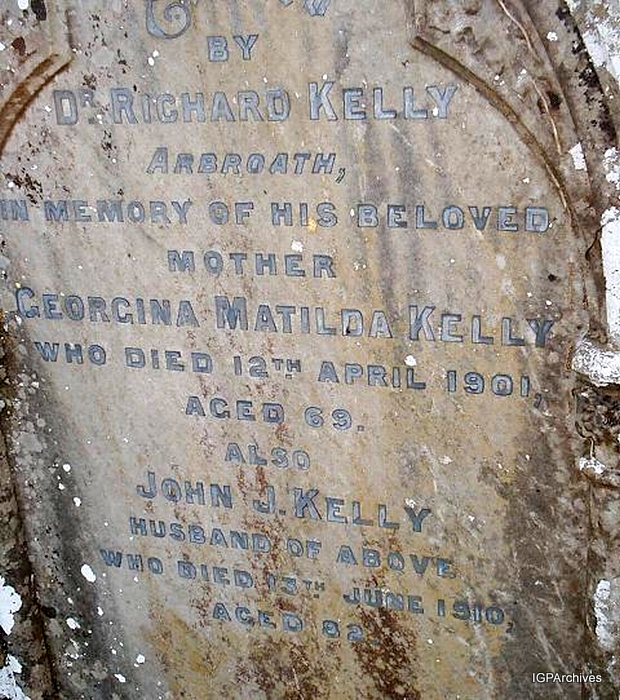 BY
Dr. RICHARD KELLY
ARBROATH,
IN MEMORY OF HIS BELOVED
MOTHER
GEORGINA MATILDA KELLY
WHO DIED 12TH APRIL 1901,
AGED 69.
ALSO
JOHN J. KELLY
HUSBAND OF ABOVE
WHO DIED 13TH JUNE 1910,
AGED 82
IGPArchives